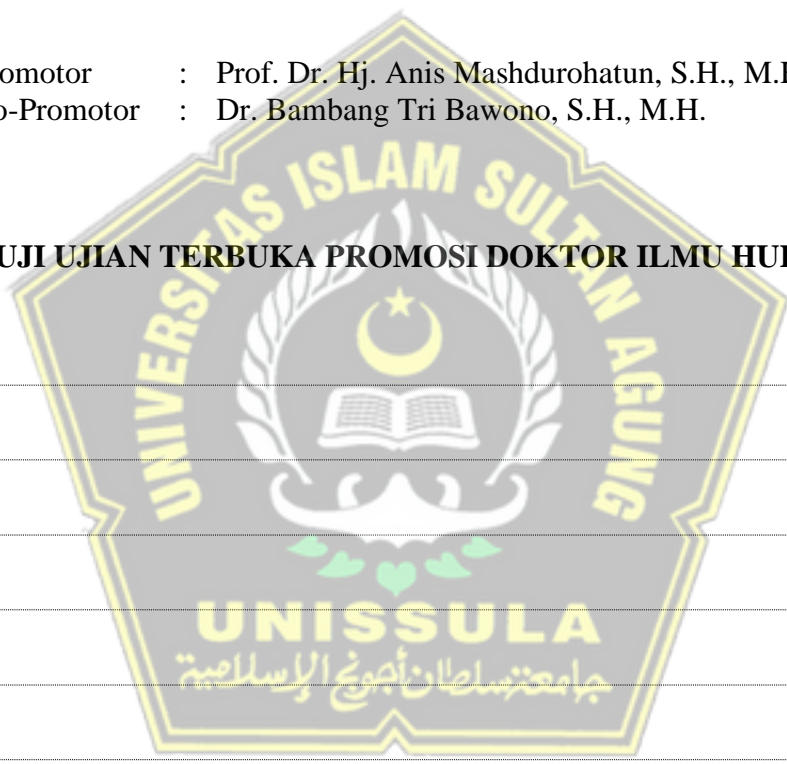 omotor : Prof. Dr. Hj. Anis Mashdurohatun, S.H., M.H
o-Promotor : Dr. Bambang Tri Bawono, S.H., M.H.
UJI UJIAN TERBUKA PROMOSI DOKTOR ILMU HU
UNIVERSITAS ISLAM SULTAN AGUNG
UNISSULA
جامعة سلطان أجونج الإسلامية